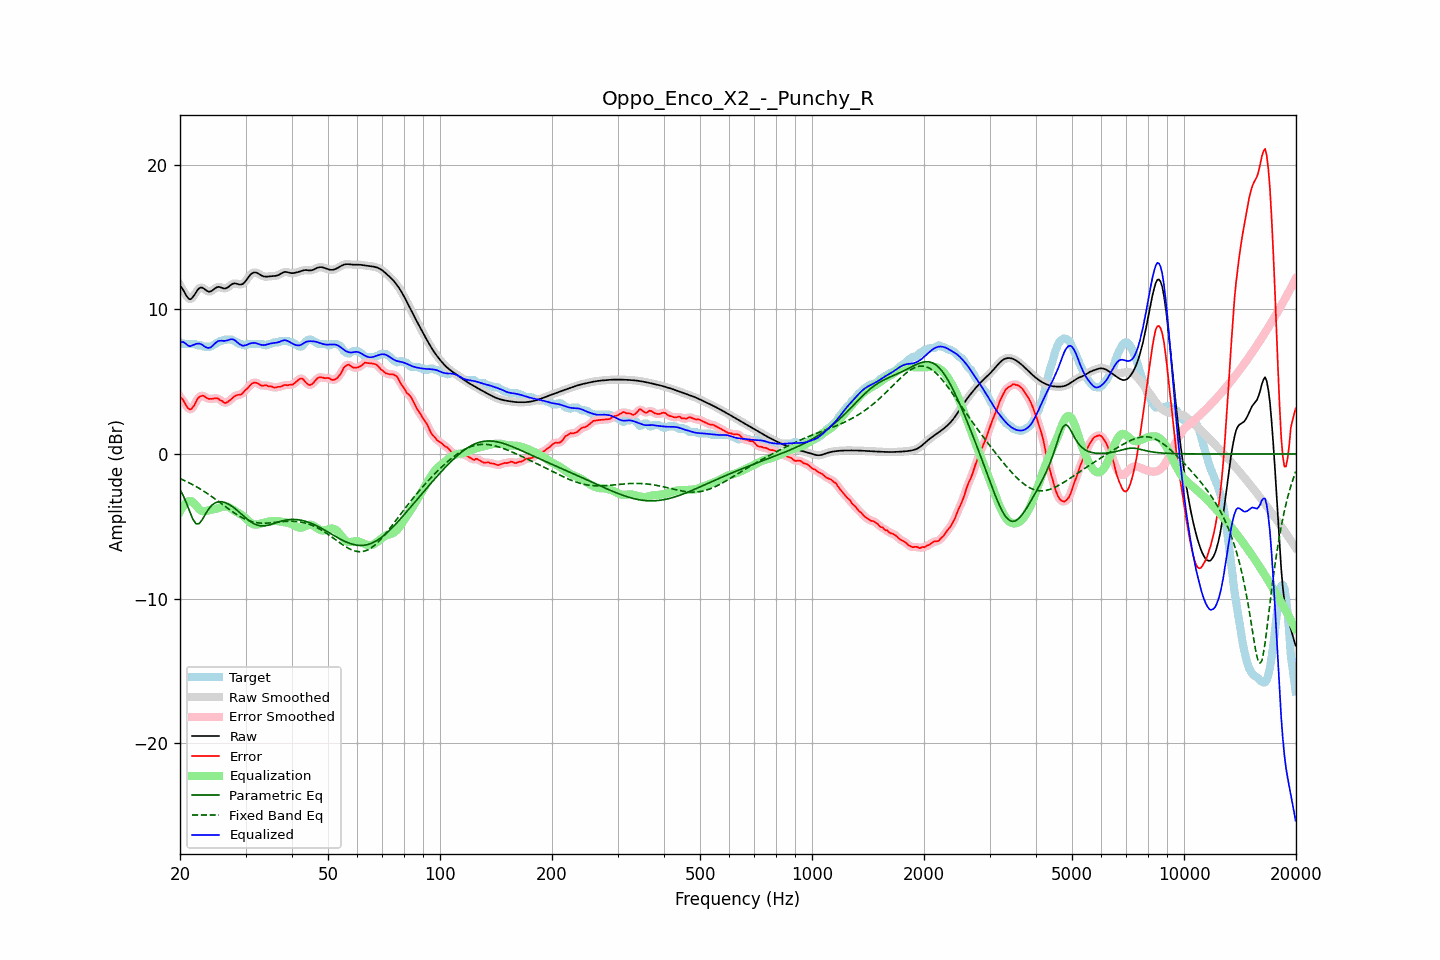 Oppo_Enco_X2_-_Punchy_R
Amplitude (dBr)
20
10
0
−10
−20
Target
Raw Smoothed
Error Smoothed
Raw
Error
Equalization
Parametric Eq
Fixed Band Eq
Equalized
20 50 100 200 500 1000 2000 5000 10000 20000
Frequency (Hz)